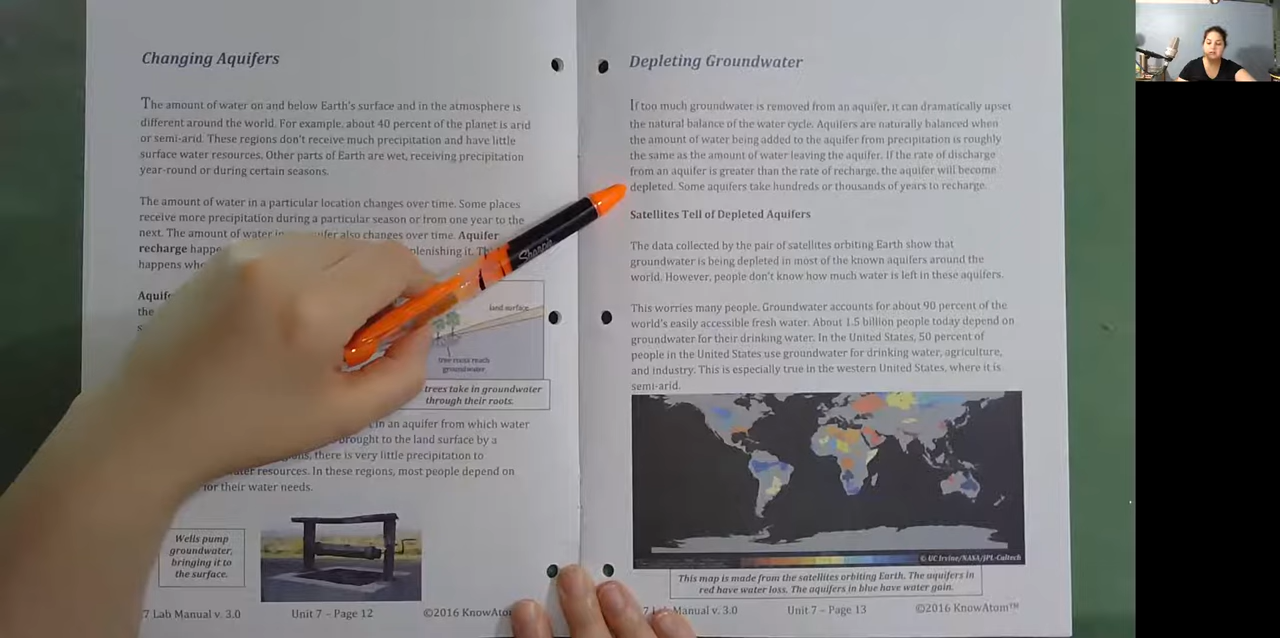 Changing Aquifers
The amount of water on and below Earth's surface and in the atmosphere is
different around the world. For example, about 40 percent of the planet is arid
or semi-arid. These regions don't receive much precipitation and have little
surface water resources. Other parts of Earth are wet, receiving precipitation
year-round or during certain seasons.
The amount of water in a particular location changes over time. Some places
receive more precipitation during a particular season or from one year to the
next. The amount of water in also changes over time. Aquifer
recharge
happens
land surface
tree roots reach
groundwater
trees take in groundwater
through their roots.
in an aquifer from which water
brought to the land surface by a
there is very little precipitation to
water resources. In these regions, most people depend on
for their water needs.
Wells pump
groundwater,
bringing it to
the surface.
7 Lab Manual v. 3.0 Unit 7 – Page 12 ©2016
Depleting Groundwater
If too much groundwater is removed from an aquifer, it can dramatically upset
the natural balance of the water cycle. Aquifers are naturally balanced when
the amount of water being added to the aquifer from precipitation is roughly
the same as the amount of water leaving the aquifer. If the rate of discharge
from an aquifer is greater than the rate of recharge, the aquifer will become
depleted. Some aquifers take hundreds or thousands of years to recharge.
Satellites Tell of Depleted Aquifers
The data collected by the pair of satellites orbiting Earth show that
groundwater is being depleted in most of the known aquifers around the
world. However, people don't know how much water is left in these aquifers.
This worries many people. Groundwater accounts for about 90 percent of the
world's easily accessible fresh water. About 1.5 billion people today depend on
groundwater for their drinking water. In the United States, 50 percent of
people in the United States use groundwater for drinking water, agriculture,
and industry. This is especially true in the western United States, where it is
semi-arid.
© UC Irvine/NASA/JPL-Caltech
This map is made from the satellites orbiting Earth. The aquifers in
red have water loss. The aquifers in blue have water gain.
7 Manual v. 3.0 Unit 7 – Page 13 ©2016 KnowAtom™
Sharpie